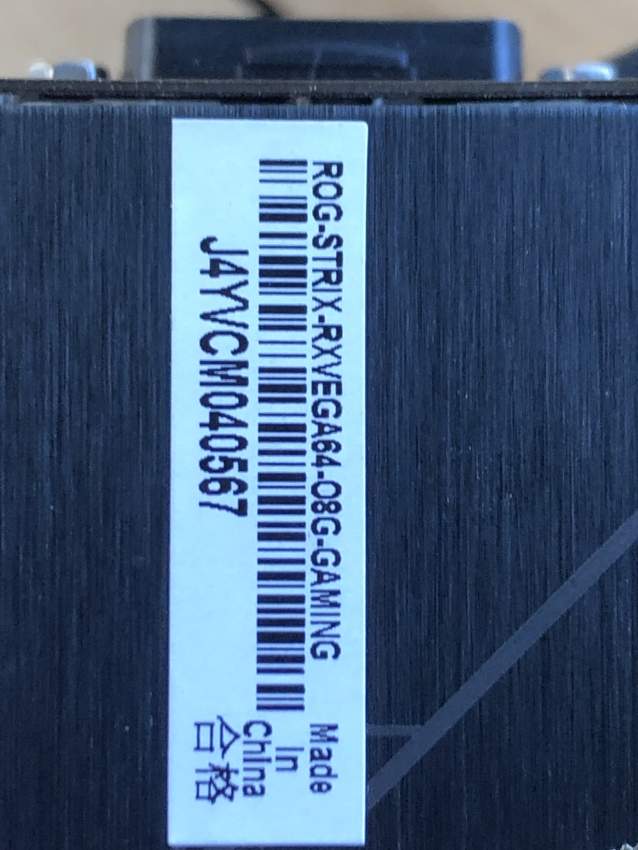 ROG-STRIX-RXVEGA64-O8G-GAMING
J4YVCM040567
Made
in
China
合格